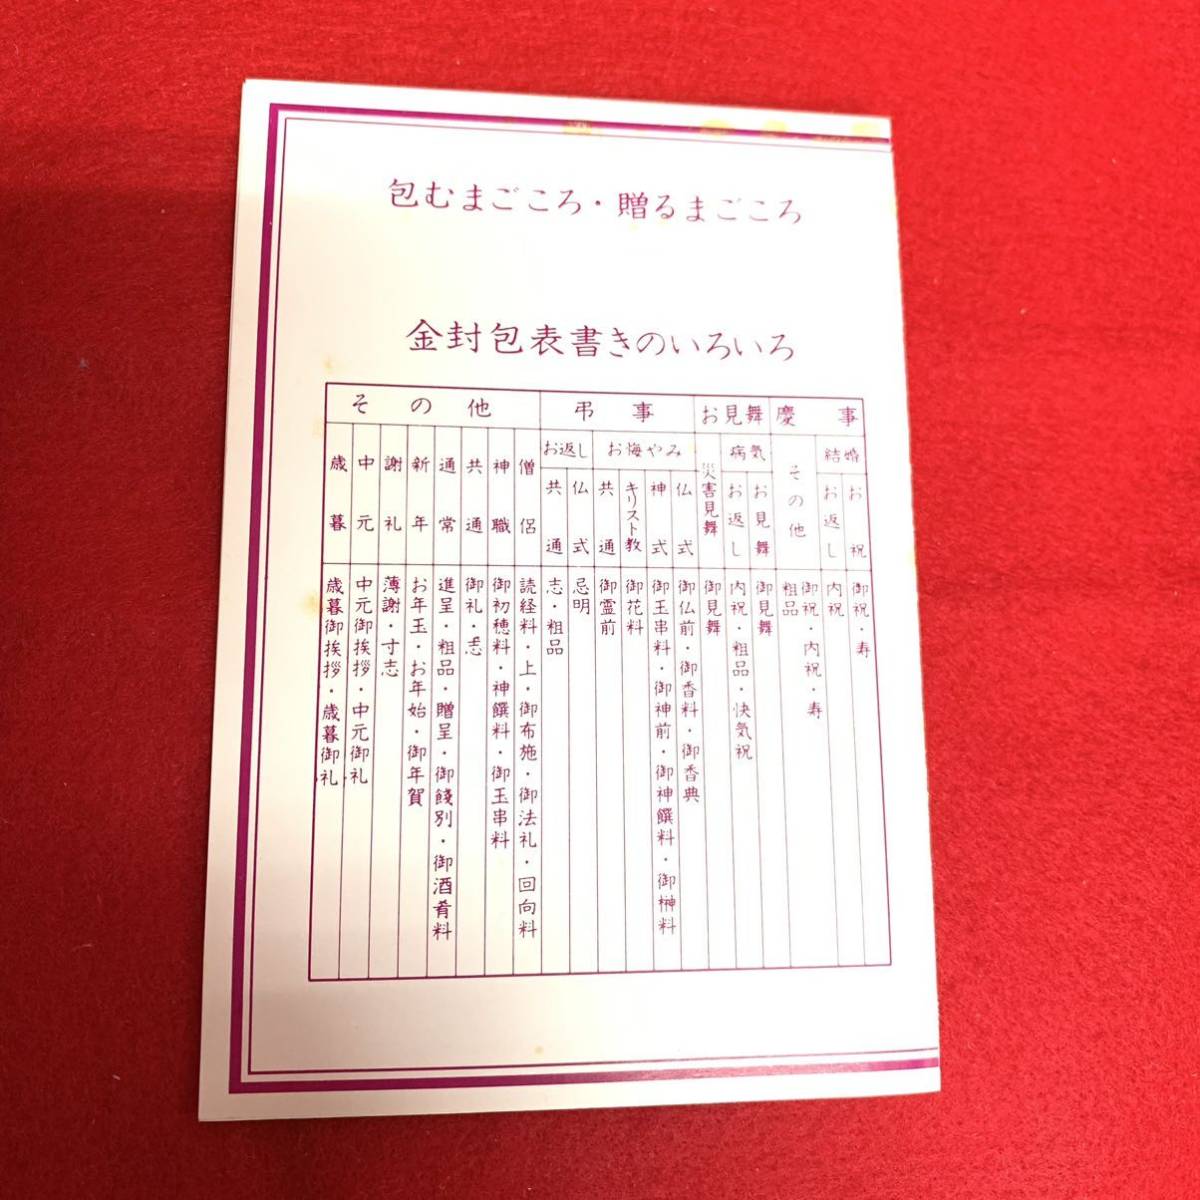 包むまごころ・贈るまごころ
金封包表書きのいろいろ
慶事
結婚
お祝
御祝・寿
お返し
内祝
その他
御祝・内祝・寿
粗品
お見舞
病気
お見舞
御見舞
お返し
内祝・粗品・快気祝
災害見舞
御見舞
弔事
お悔やみ
仏式
御仏前・御香料・御香典
神式
御玉串料・御神前・御神饌料・御榊料
キリスト教
御花料
共通
御霊前
お返し
仏式
忌明
共通
志・粗品
その他
僧侶
読経料・上・御布施・御法礼・回向料
神職
御初穂料・神饌料・御玉串料
共通
御礼・志
通常
進呈・粗品・贈呈・御餞別・御酒肴料
新年
お年玉・お年始・御年賀
謝礼
薄謝・寸志
中元
中元御挨拶・中元御礼
歳暮
歳暮御挨拶・歳暮御礼